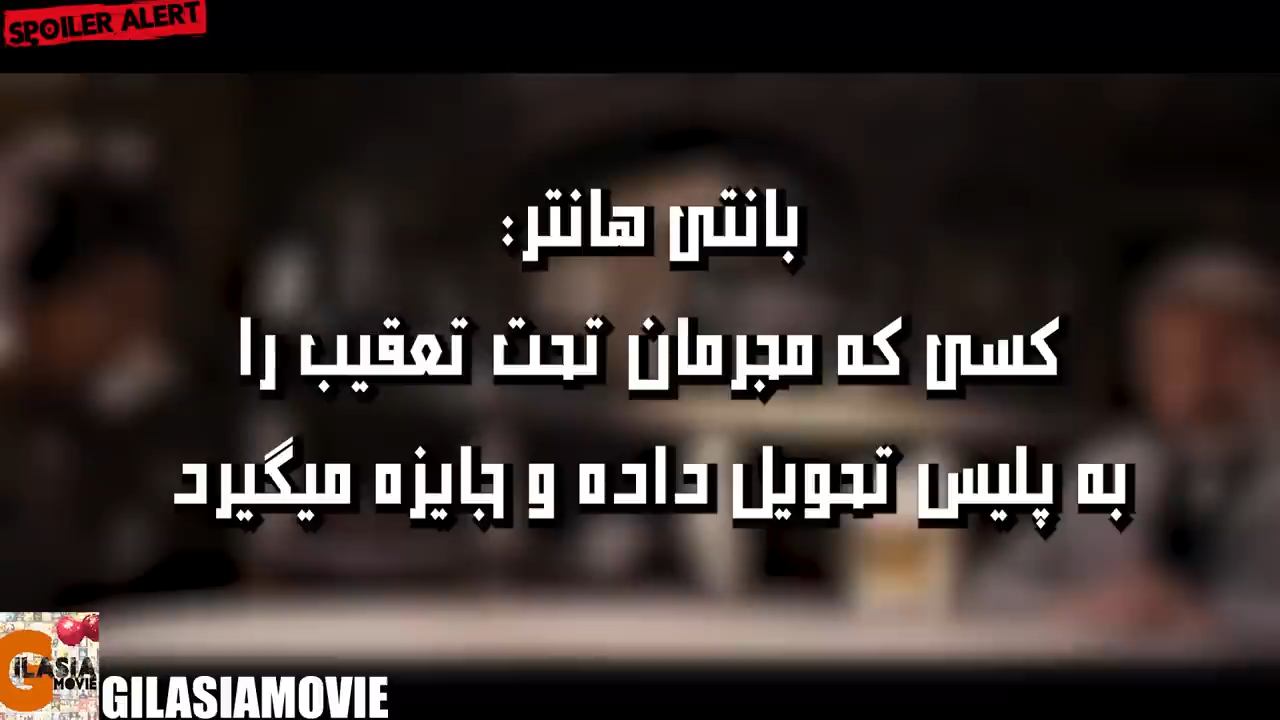 SPOILER ALERT
بانتی هانتر:
کسی که مجرمان تحت تعقیب را
به پلیس تحویل داده و جایزه میگیرد
GILASIA
MOVIE
GILASIAMOVIE